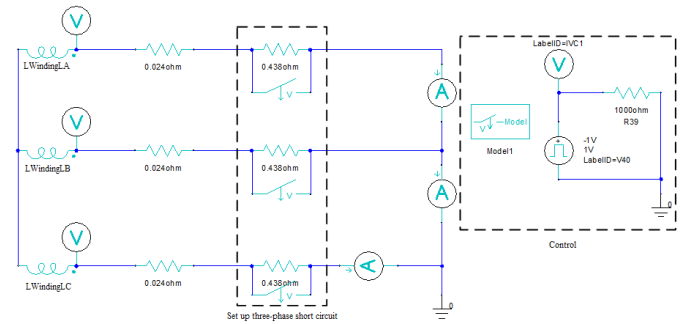 LabelID=IVC1
V
V
LWindingLA
0.024ohm
0.438ohm
V
A
V
Model
Model1
1000ohm
R39
-1V
1V
LabelID=V40
0
V
LWindingLB
0.024ohm
0.438ohm
V
A
Control
V
LWindingLC
0.024ohm
0.438ohm
V
A
0
Set up three-phase short circuit